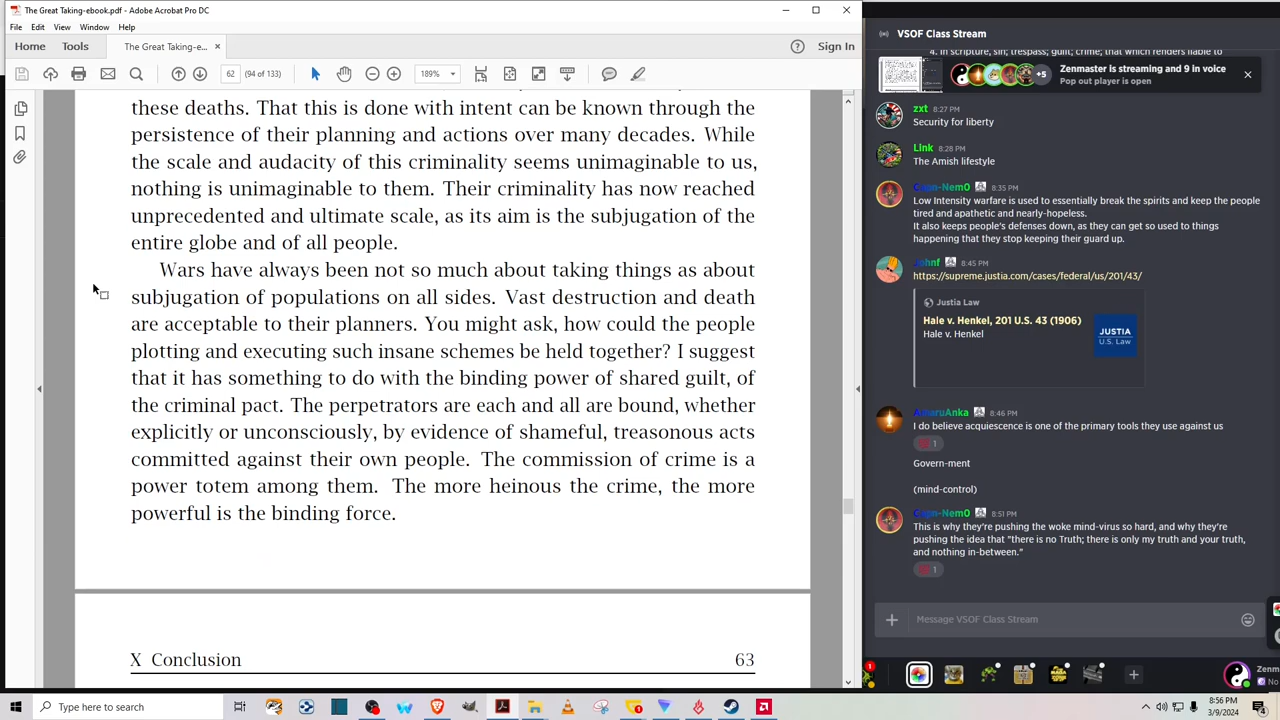 The Great Taking-ebook.pdf - Adobe Acrobat Pro DC
File Edit View Window Help
Home Tools The Great Taking-e... Sign In
62 (94 of 133) 189%
these deaths. That this is done with intent can be known through the
persistence of their planning and actions over many decades. While
the scale and audacity of this criminality seems unimaginable to us,
nothing is unimaginable to them. Their criminality has now reached
unprecedented and ultimate scale, as its aim is the subjugation of the
entire globe and of all people.
Wars have always been not so much about taking things as about
subjugation of populations on all sides. Vast destruction and death
are acceptable to their planners. You might ask, how could the people
plotting and executing such insane schemes be held together? I suggest
that it has something to do with the binding power of shared guilt, of
the criminal pact. The perpetrators are each and all are bound, whether
explicitly or unconsciously, by evidence of shameful, treasonous acts
committed against their own people. The commission of crime is a
power totem among them. The more heinous the crime, the more
powerful is the binding force.
X Conclusion 63
VSOF Class Stream
4. In scripture, sin; trespass; guilt; crime; that which renders liable to
Zenmaster is streaming and 9 in voice
Pop out player is open
+5
zxt 8:27 PM
Security for liberty
Link 8:28 PM
The Amish lifestyle
8:35 PM
Low Intensity warfare is used to essentially break the spirits and keep the people
tired and apathetic and nearly-hopeless.
It also keeps people's defenses down, as they can get so used to things
happening that they stop keeping their guard up.
johnf 8:45 PM
https://supreme.justia.com/cases/federal/us/201/43/
Justia Law
Hale v. Henkel, 201 U.S. 43 (1906)
Hale v. Henkel
JUSTIA
U.S. Law
8:46 PM
I do believe acquiescence is one of the primary tools they use against us
1
Govern-ment
(mind-control)
8:51 PM
This is why they're pushing the woke mind-virus so hard, and why they're
pushing the idea that "there is no Truth; there is only my truth and your truth,
and nothing in-between."
1
Message VSOF Class Stream
1
Zenm
No
Type here to search
8:56 PM
3/9/2024
4